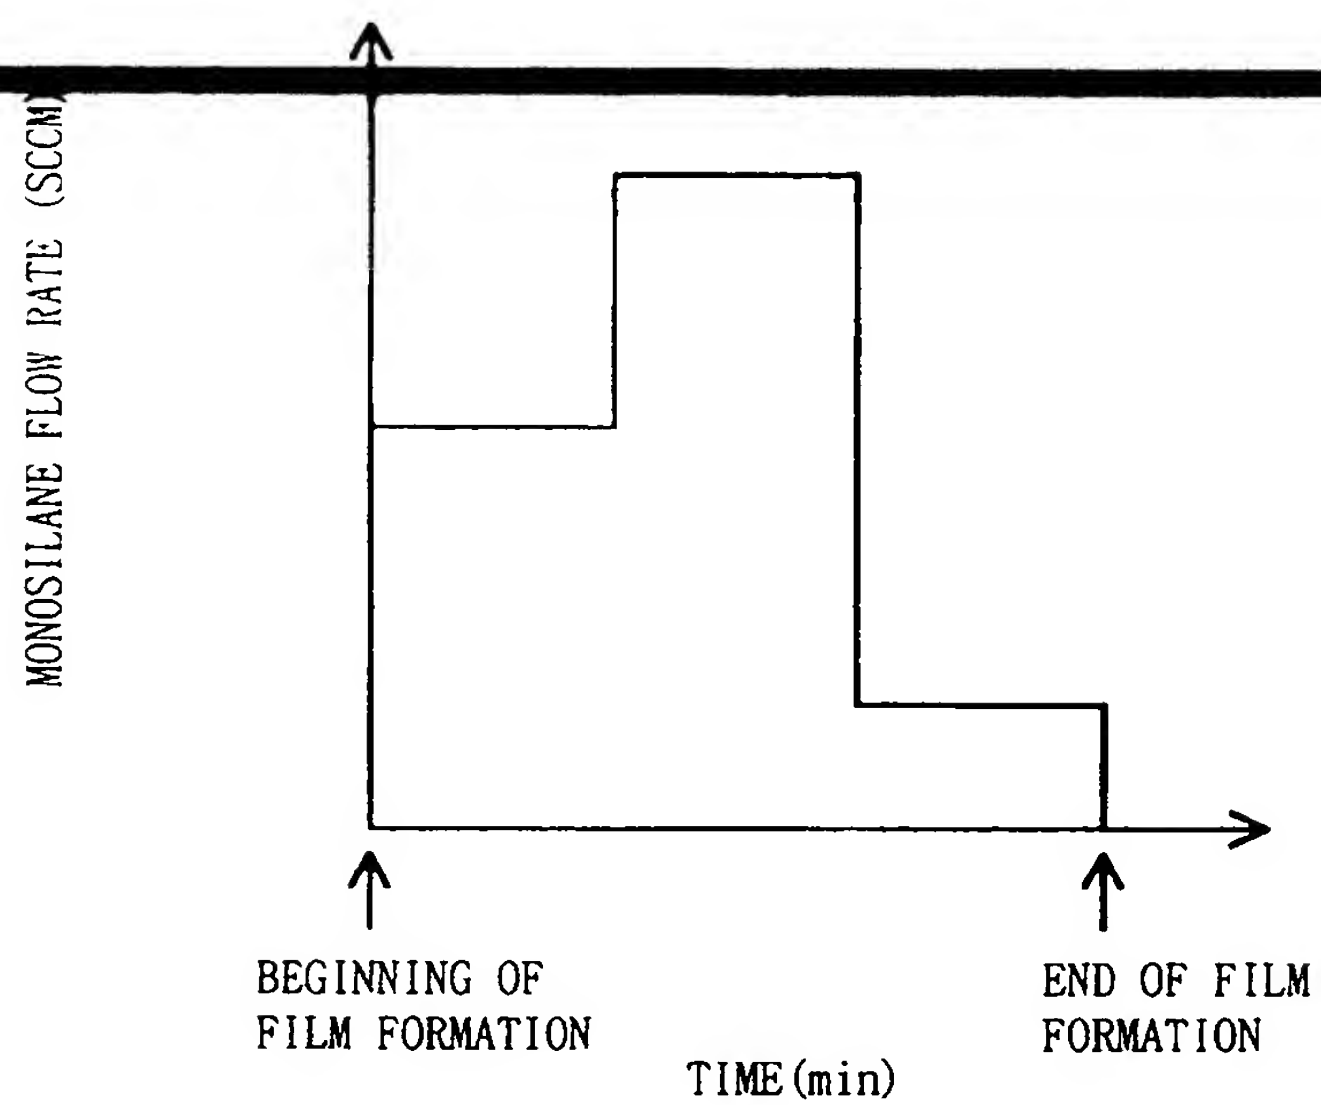 MONOSILANE FLOW RATE (SCCM)
BEGINNING OF
FILM FORMATION
END OF FILM
FORMATION
TIME(min)